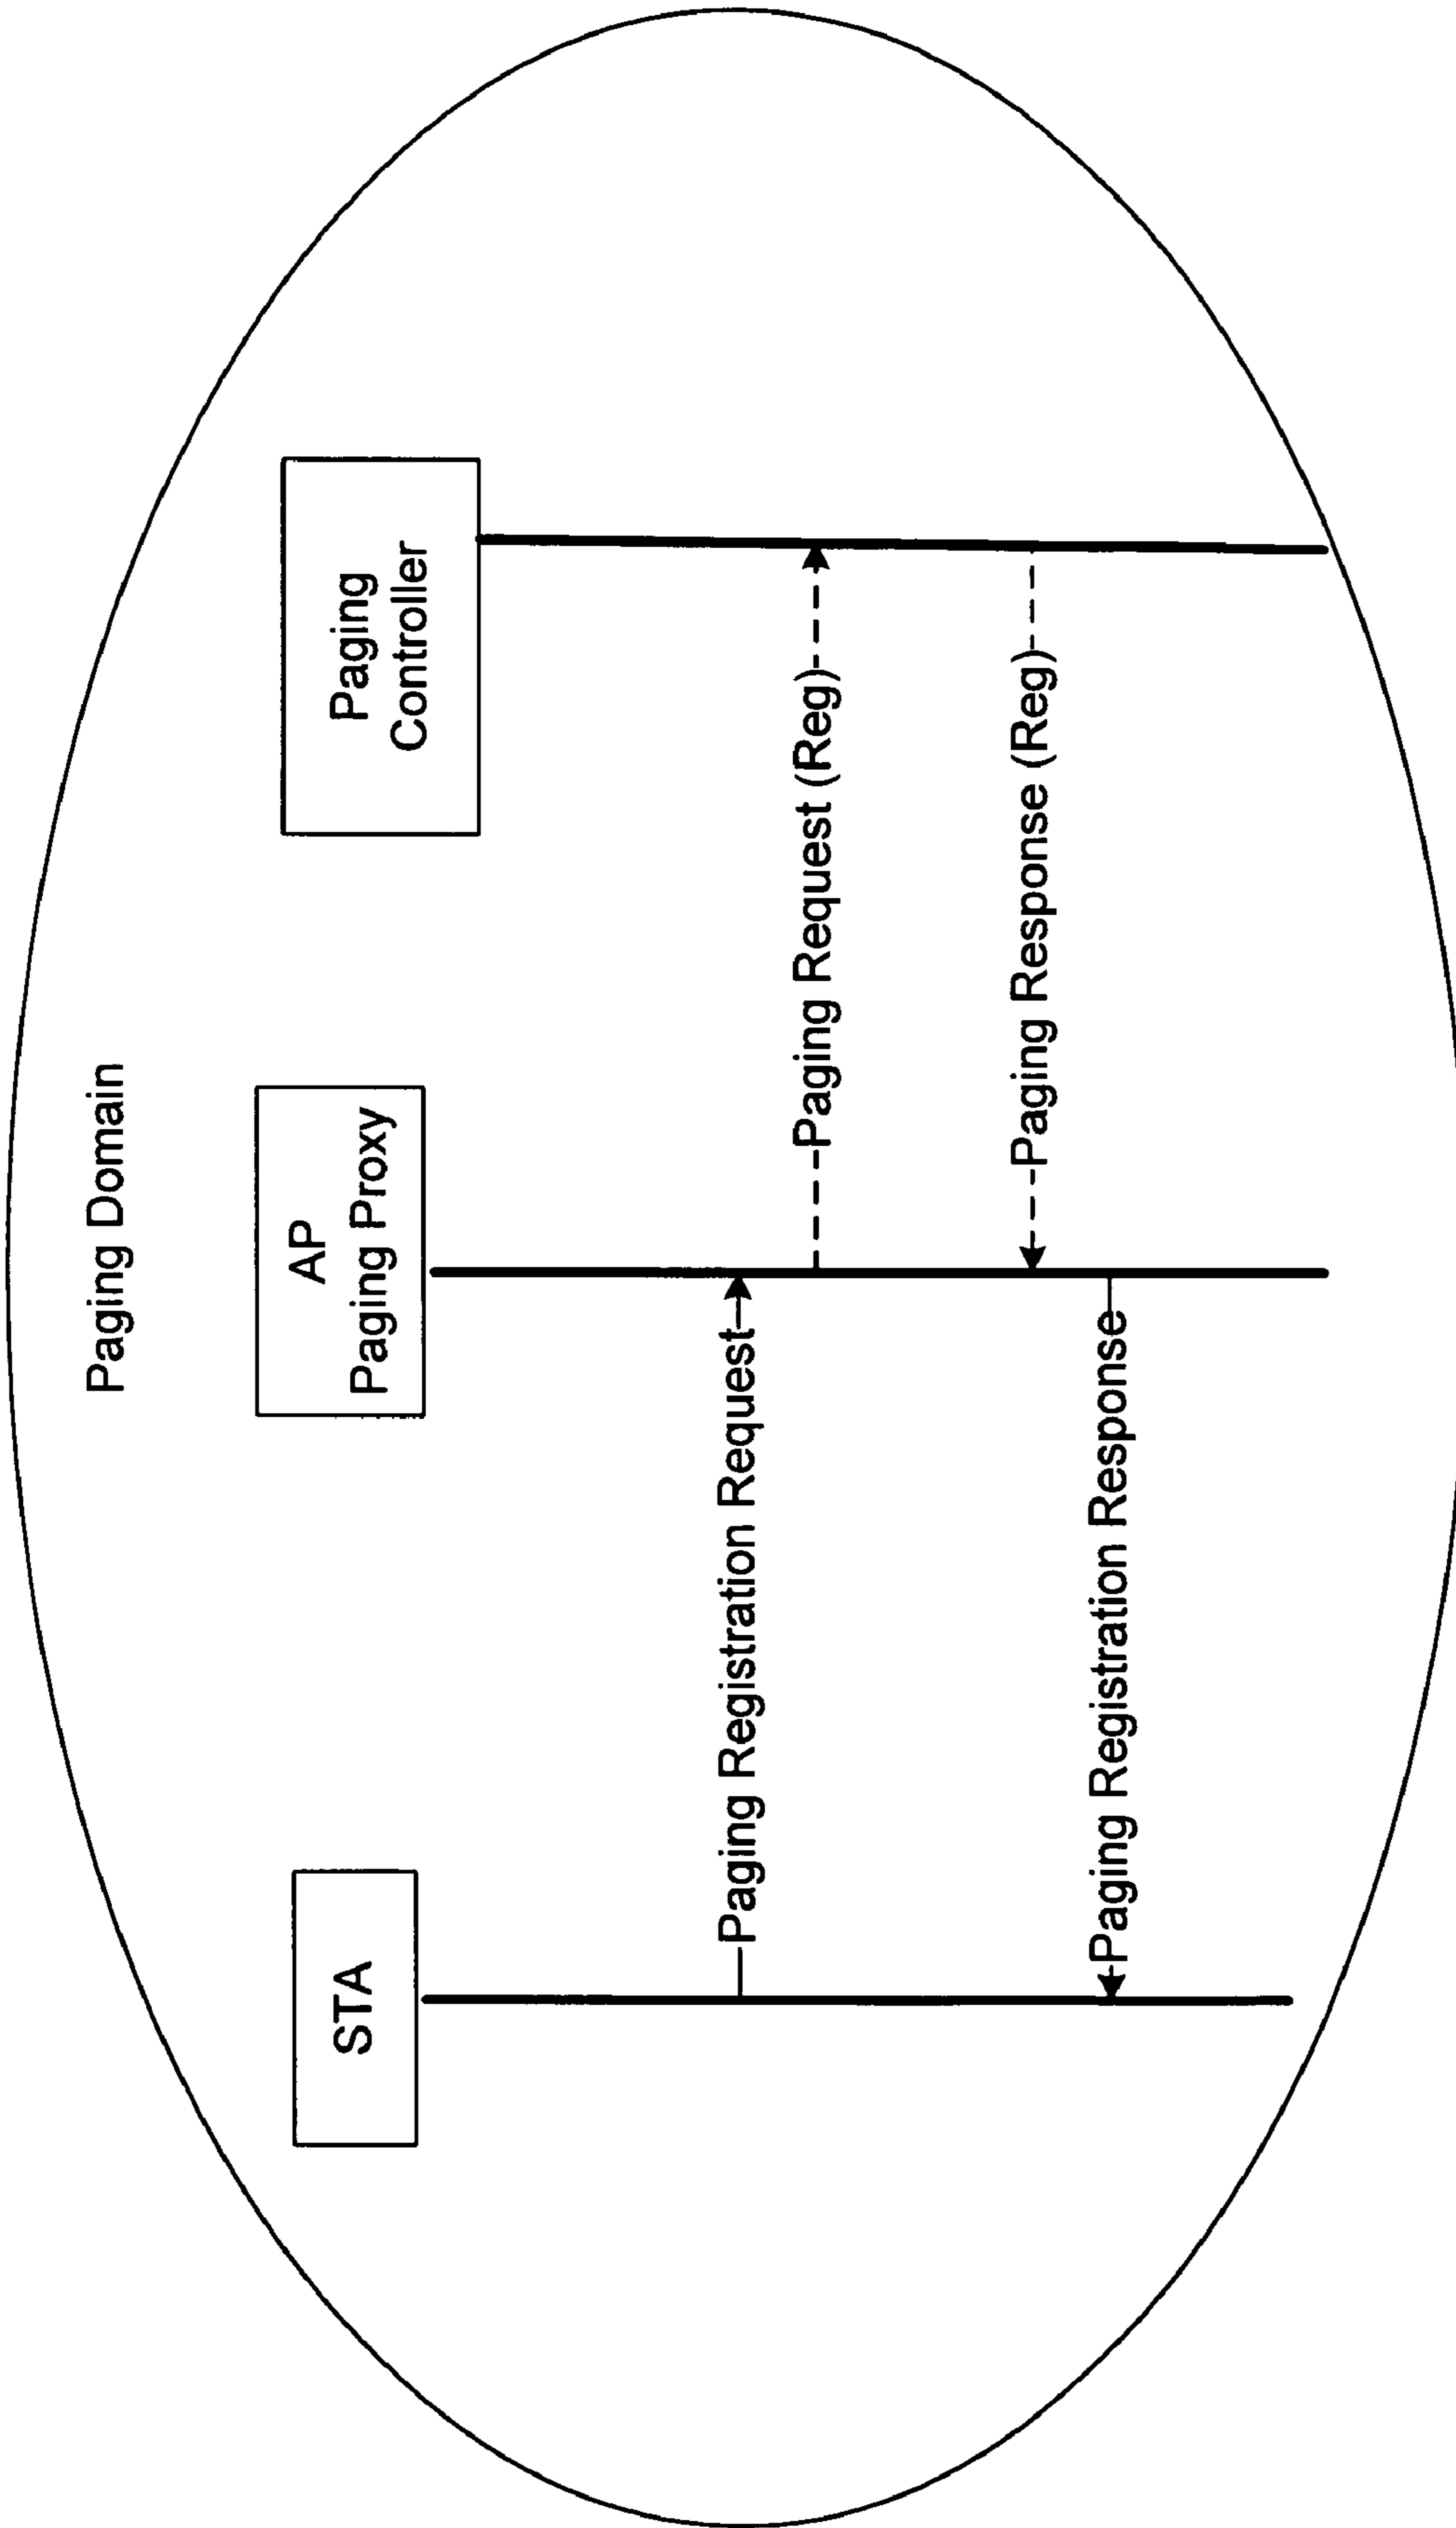 Paging Domain
STA
AP
Paging Proxy
Paging
Controller
Paging Registration Request
Paging Request (Reg)
Paging Response (Reg)
Paging Registration Response